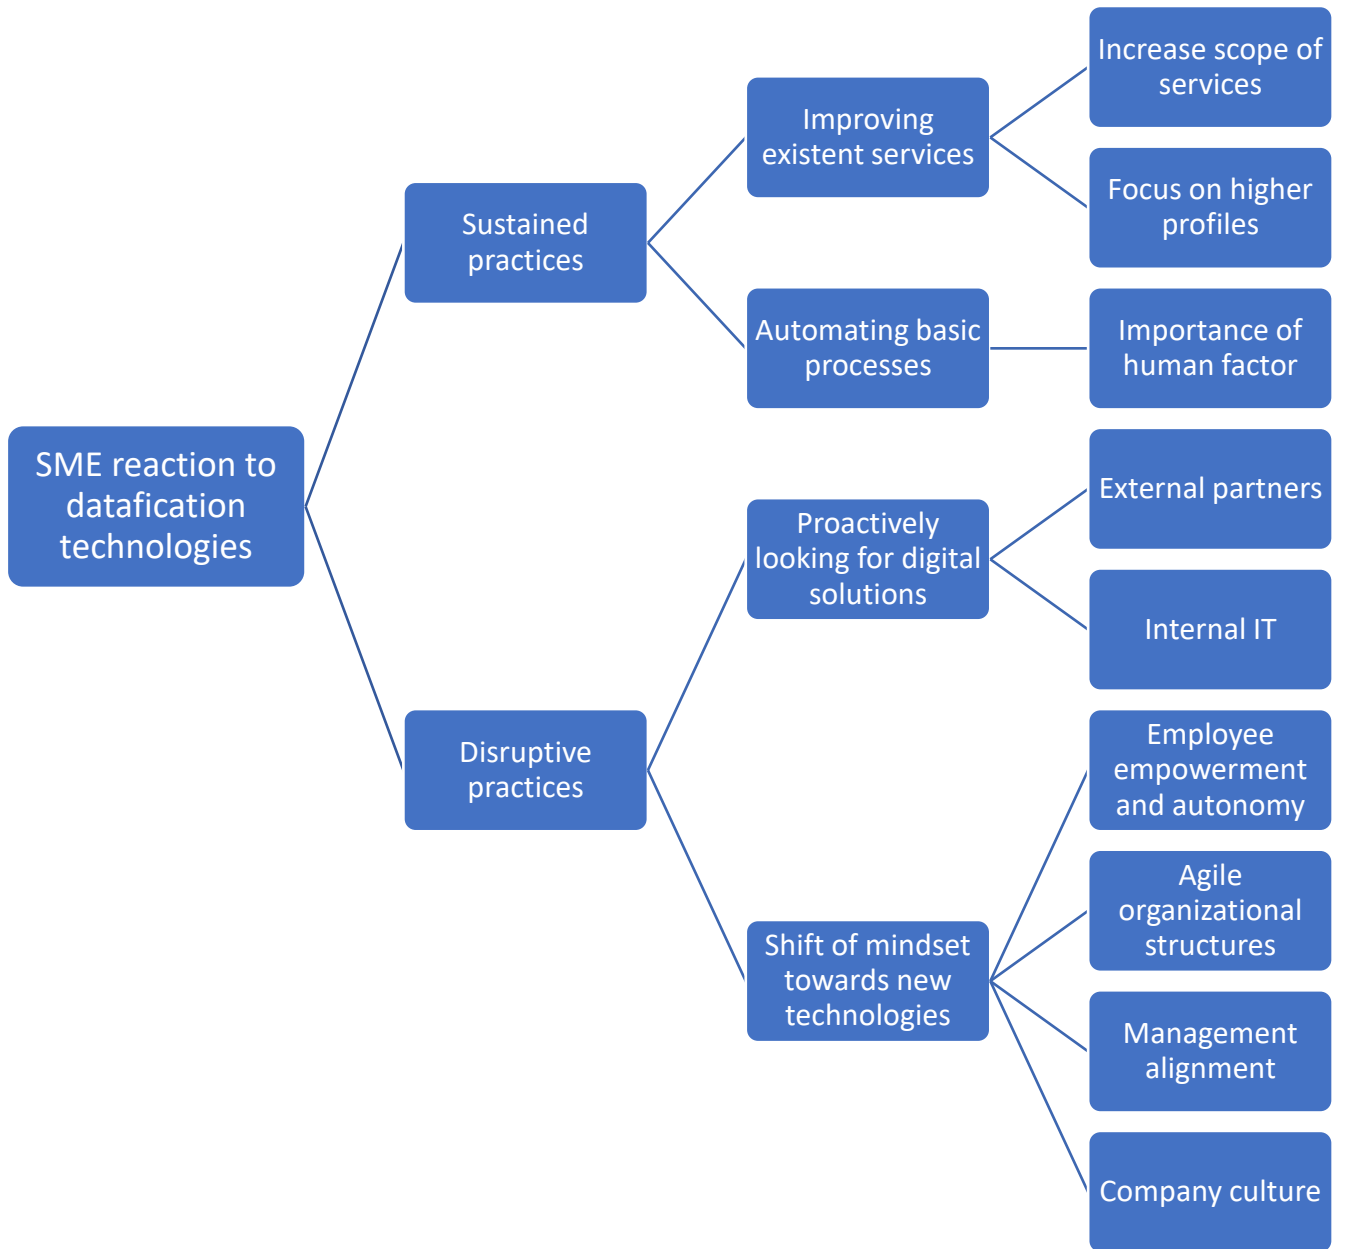 SME reaction to
datafication
technologies
Sustained
practices
Disruptive
practices
Improving
existent services
Automating basic
processes
Proactively
looking for digital
solutions
Shift of mindset
towards new
technologies
Increase scope of
services
Focus on higher
profiles
Importance of
human factor
External partners
Internal IT
Employee
empowerment
and autonomy
Agile
organizational
structures
Management
alignment
Company culture